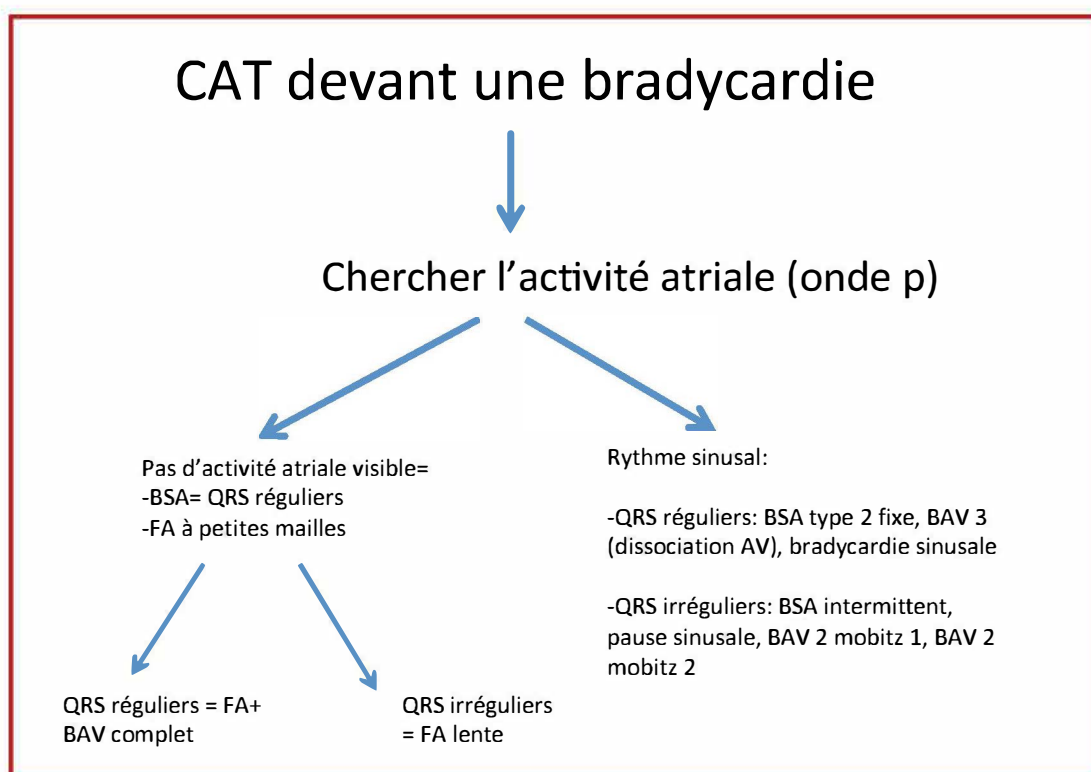 CAT devant une bradycardie
Chercher l'activité atriale (onde p)
Pas d'activité atriale visible=
-BSA= QRS réguliers
-FA à petites mailles
QRS réguliers = FA+
BAV complet
QRS irréguliers
= FA lente
Rythme sinusal:
-QRS réguliers: BSA type 2 fixe, BAV 3
(dissociation AV), bradycardie sinusale
-QRS irréguliers: BSA intermittent,
pause sinusale, BAV 2 mobitz 1, BAV 2
mobitz 2